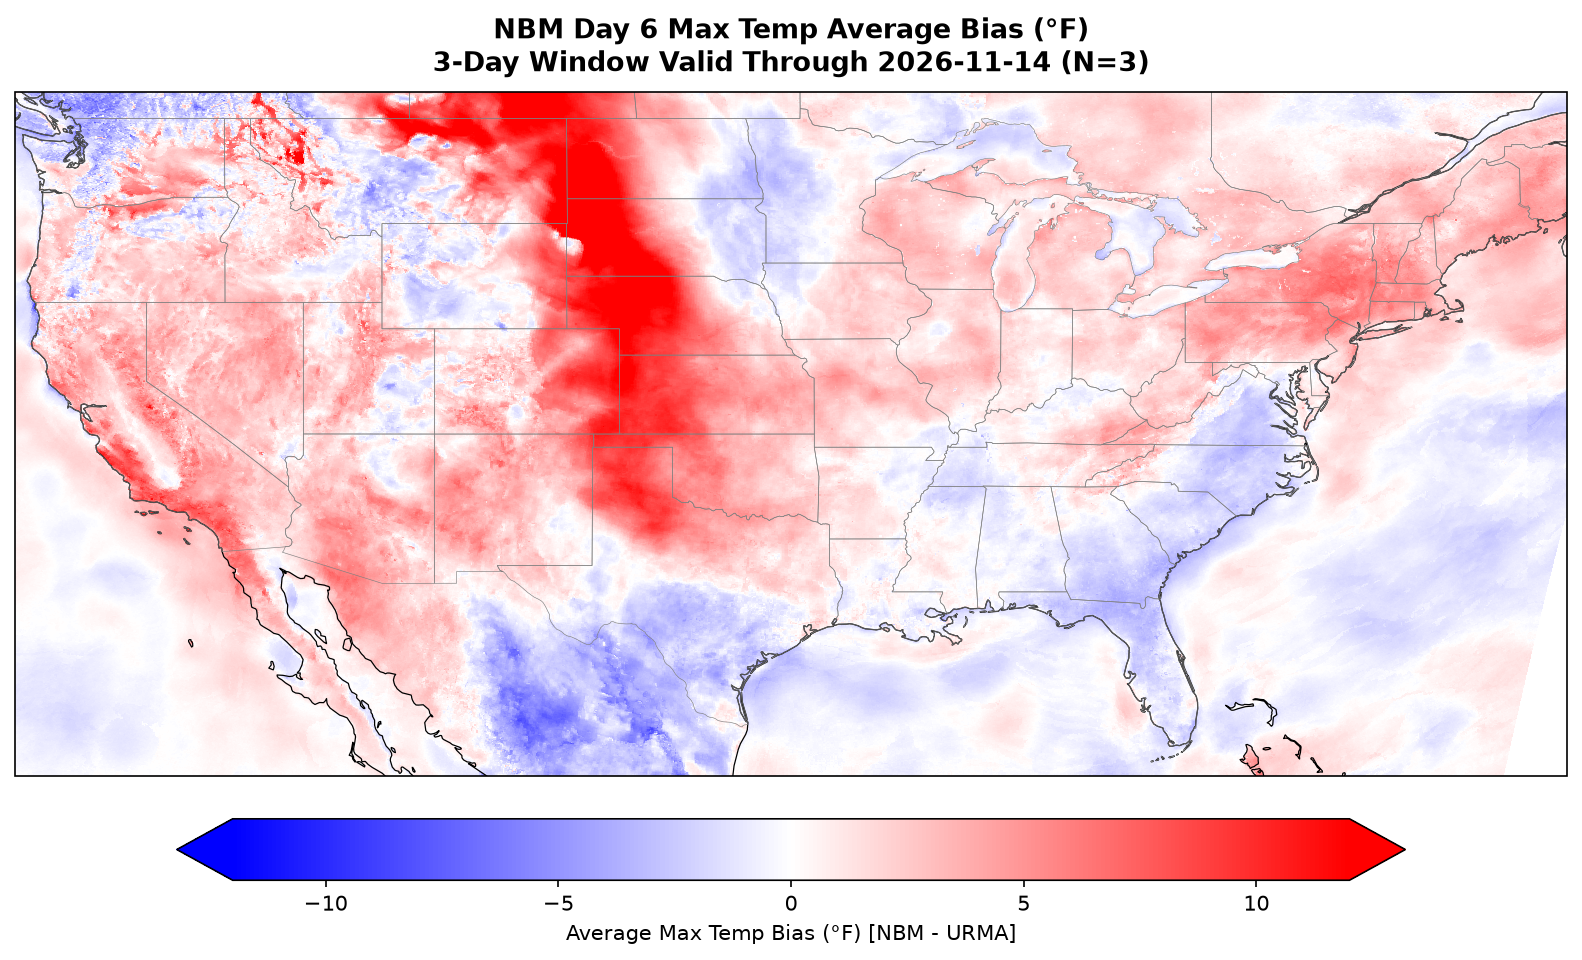 NBM Day 6 Max Temp Average Bias (°F)
3-Day Window Valid Through 2026-11-14 (N=3)
−10 −5 0 5 10
Average Max Temp Bias (°F) [NBM - URMA]